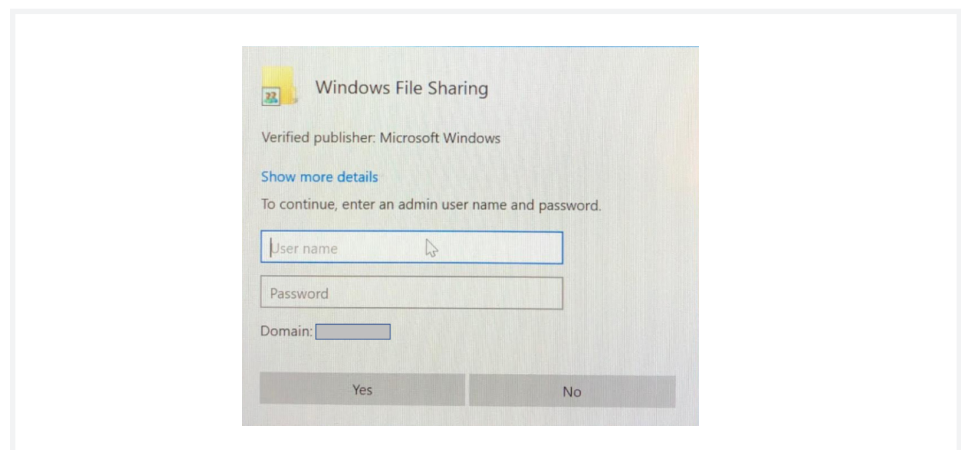 Windows File Sharing
Verified publisher: Microsoft Windows
Show more details
To continue, enter an admin user name and password.
User name
Password
Domain:
Yes
No